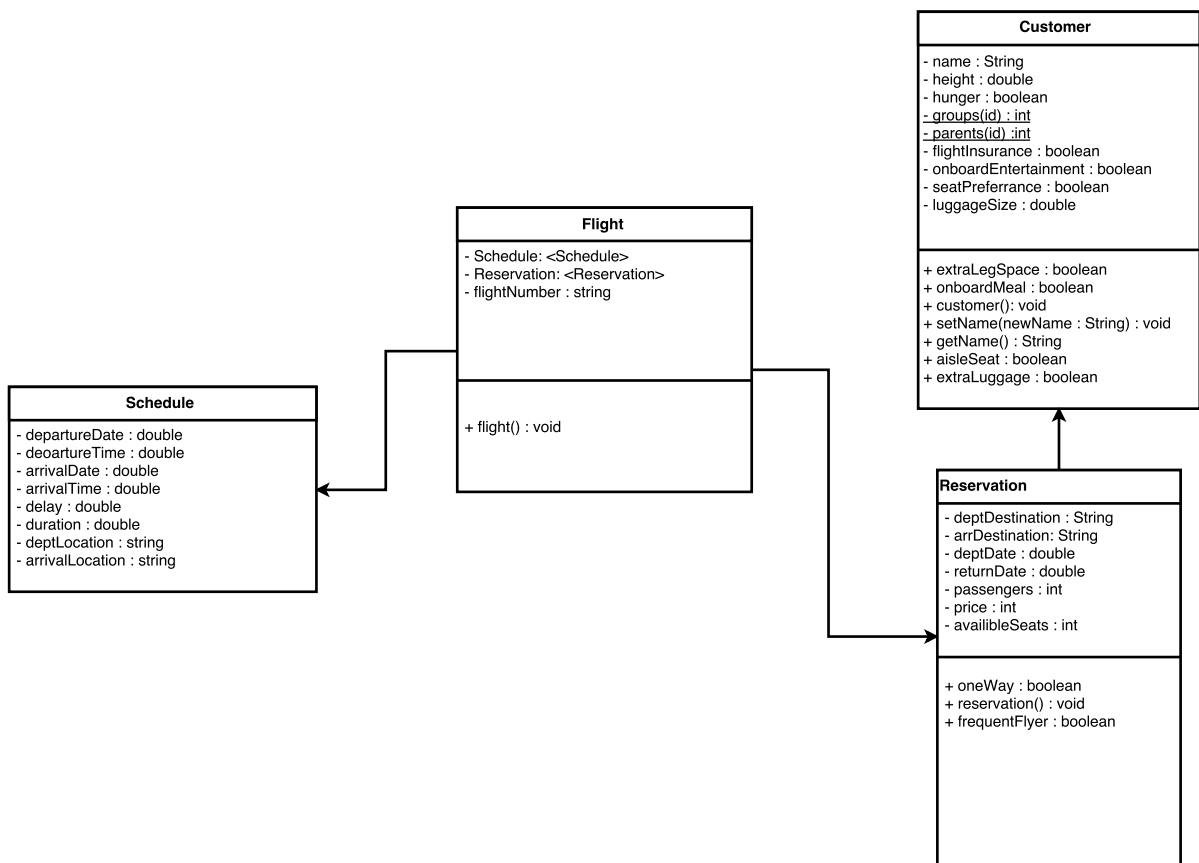 Customer
- name : String
- height : double
- hunger : boolean
- groups(id) : int
- parents(id) :int
- flightInsurance : boolean
- onboardEntertainment : boolean
- seatPreferrance : boolean
- luggageSize : double
+ extraLegSpace : boolean
+ onboardMeal : boolean
+ customer(): void
+ setName(newName : String) : void
+ getName() : String
+ aisleSeat : boolean
+ extraLuggage : boolean
Flight
- Schedule: <Schedule>
- Reservation: <Reservation>
- flightNumber : string
+ flight() : void
Schedule
- departureDate : double
- deoartureTime : double
- arrivalDate : double
- arrivalTime : double
- delay : double
- duration : double
- deptLocation : string
- arrivalLocation : string
Reservation
- deptDestination : String
- arrDestination: String
- deptDate : double
- returnDate : double
- passengers : int
- price : int
- availibleSeats : int
+ oneWay : boolean
+ reservation() : void
+ frequentFlyer : boolean